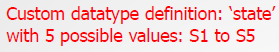 Custom datatype definition: ‘state’
with 5 possible values: S1 to S5